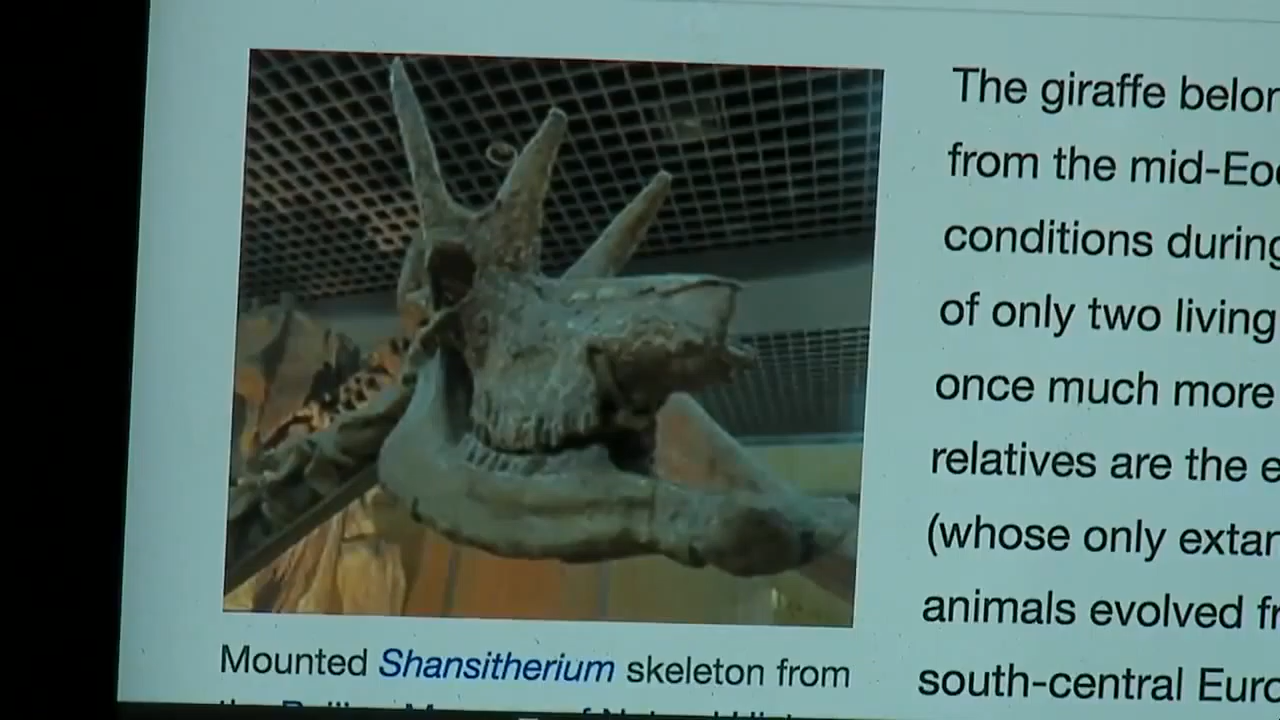 The giraffe belon
from the mid-Eoc
conditions during
of only two living
once much more
relatives are the e
(whose only extan
animals evolved fr
south-central Euro
Mounted Shansitherium skeleton from